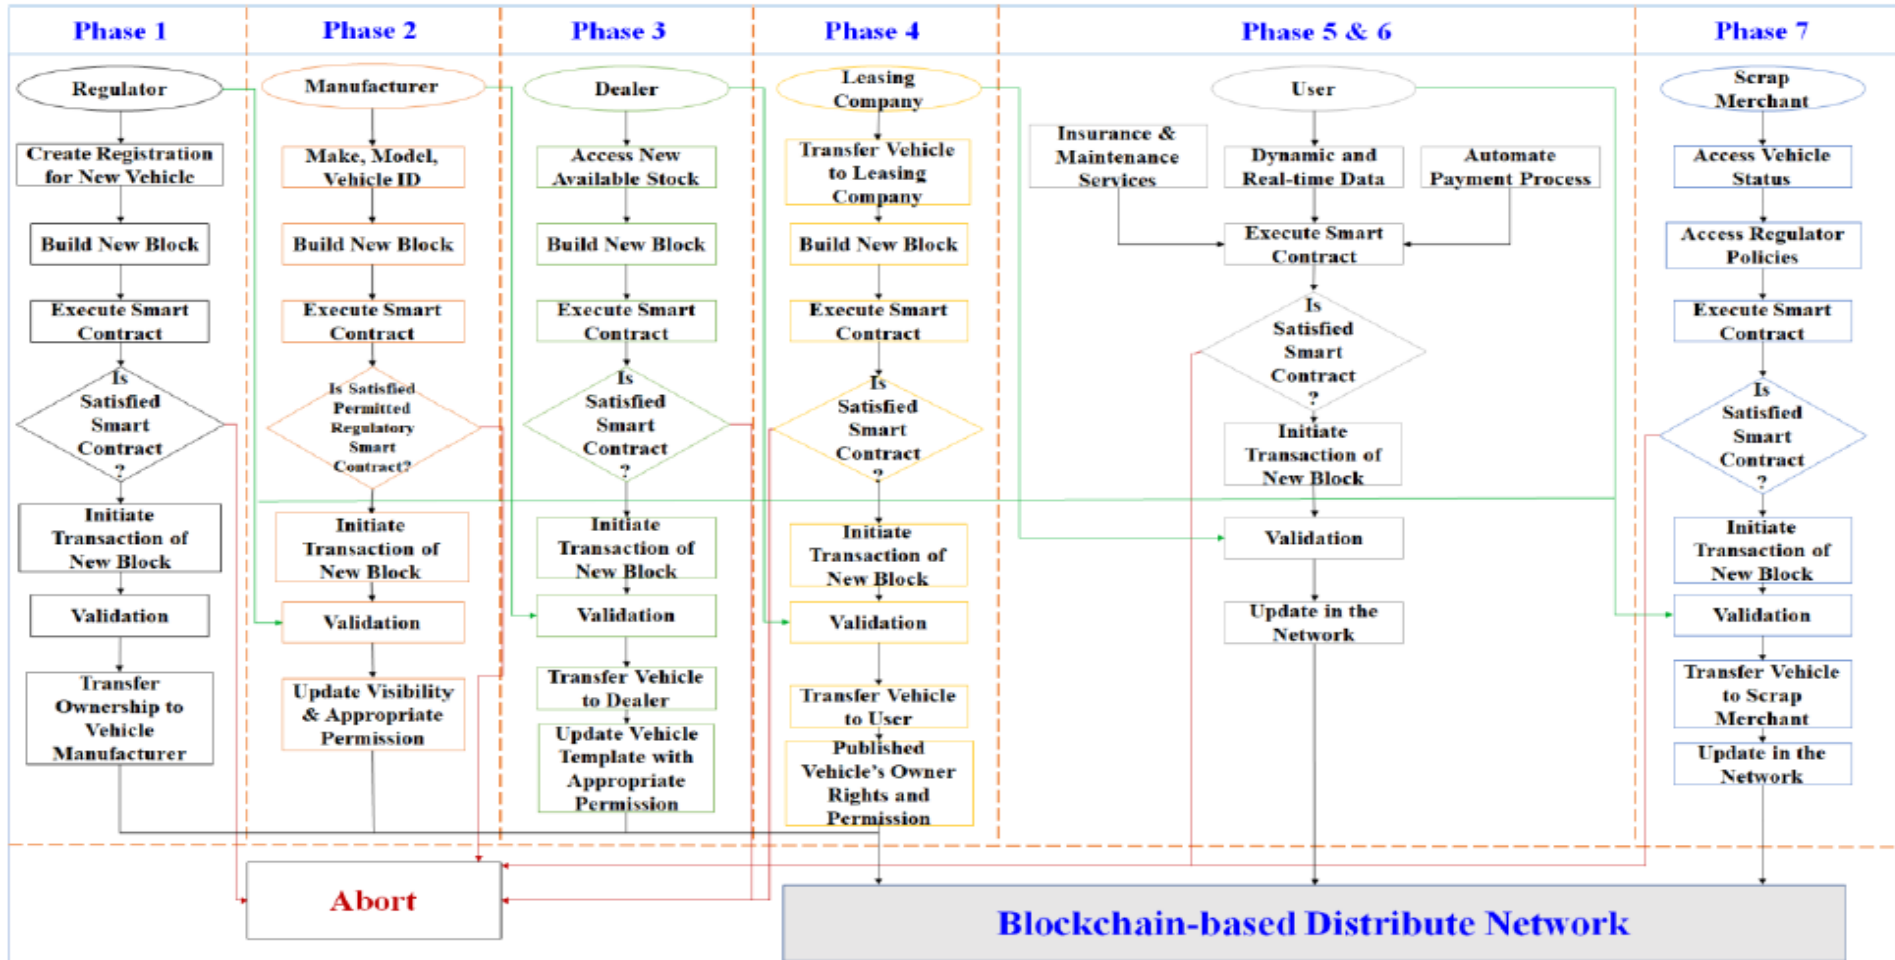 Phase 1
Phase 2
Phase 3
Phase 4
Phase 5 & 6
Phase 7
Regulator
Create Registration
for New Vehicle
Build New Block
Execute Smart
Contract
Is
Satisfied
Smart
Contract
?
Initiate
Transaction of
New Block
Validation
Transfer
Ownership to
Vehicle
Manufacturer
Manufacturer
Make, Model,
Vehicle ID
Build New Block
Execute Smart
Contract
Is Satisfied
Permitted
Regulatory
Smart
Contract?
Initiate
Transaction of
New Block
Validation
Update Visibility
& Appropriate
Permission
Dealer
Access New
Available Stock
Build New Block
Execute Smart
Contract
Is
Satisfied
Smart
Contract
?
Initiate
Transaction of
New Block
Validation
Transfer Vehicle
to Dealer
Update Vehicle
Template with
Appropriate
Permission
Leasing
Company
Transfer Vehicle
to Leasing
Company
Build New Block
Execute Smart
Contract
Is
Satisfied
Smart
Contract
?
Initiate
Transaction of
New Block
Validation
Transfer Vehicle
to User
Published
Vehicle's Owner
Rights and
Permission
User
Insurance &
Maintenance
Services
Dynamic and
Real-time Data
Automate
Payment Process
Execute Smart
Contract
Is
Satisfied
Smart
Contract
?
Initiate
Transaction of
New Block
Validation
Update in the
Network
Scrap
Merchant
Access Vehicle
Status
Access Regulator
Policies
Execute Smart
Contract
Is
Satisfied
Smart
Contract
?
Initiate
Transaction of
New Block
Validation
Transfer Vehicle
to Scrap
Merchant
Update in the
Network
Abort
Blockchain-based Distribute Network